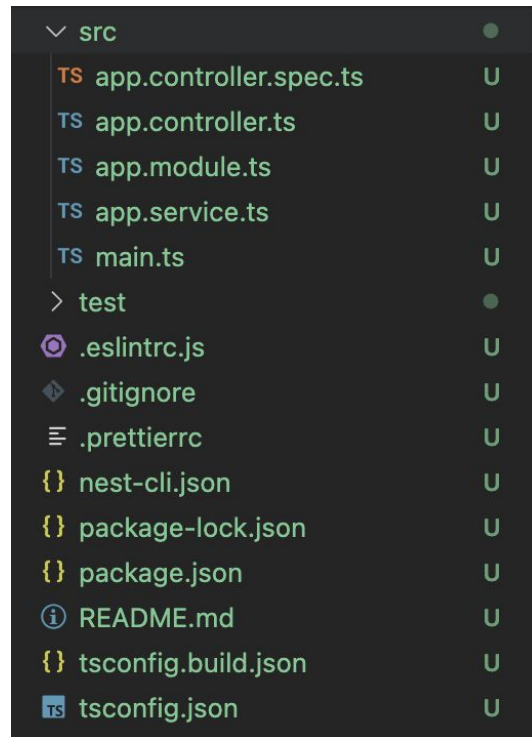 src
TS app.controller.spec.ts U
TS app.controller.ts U
TS app.module.ts U
TS app.service.ts U
TS main.ts U
test
.eslintrc.js U
.gitignore U
.prettierrc U
{} nest-cli.json U
{} package-lock.json U
{} package.json U
README.md U
{} tsconfig.build.json U
TS tsconfig.json U